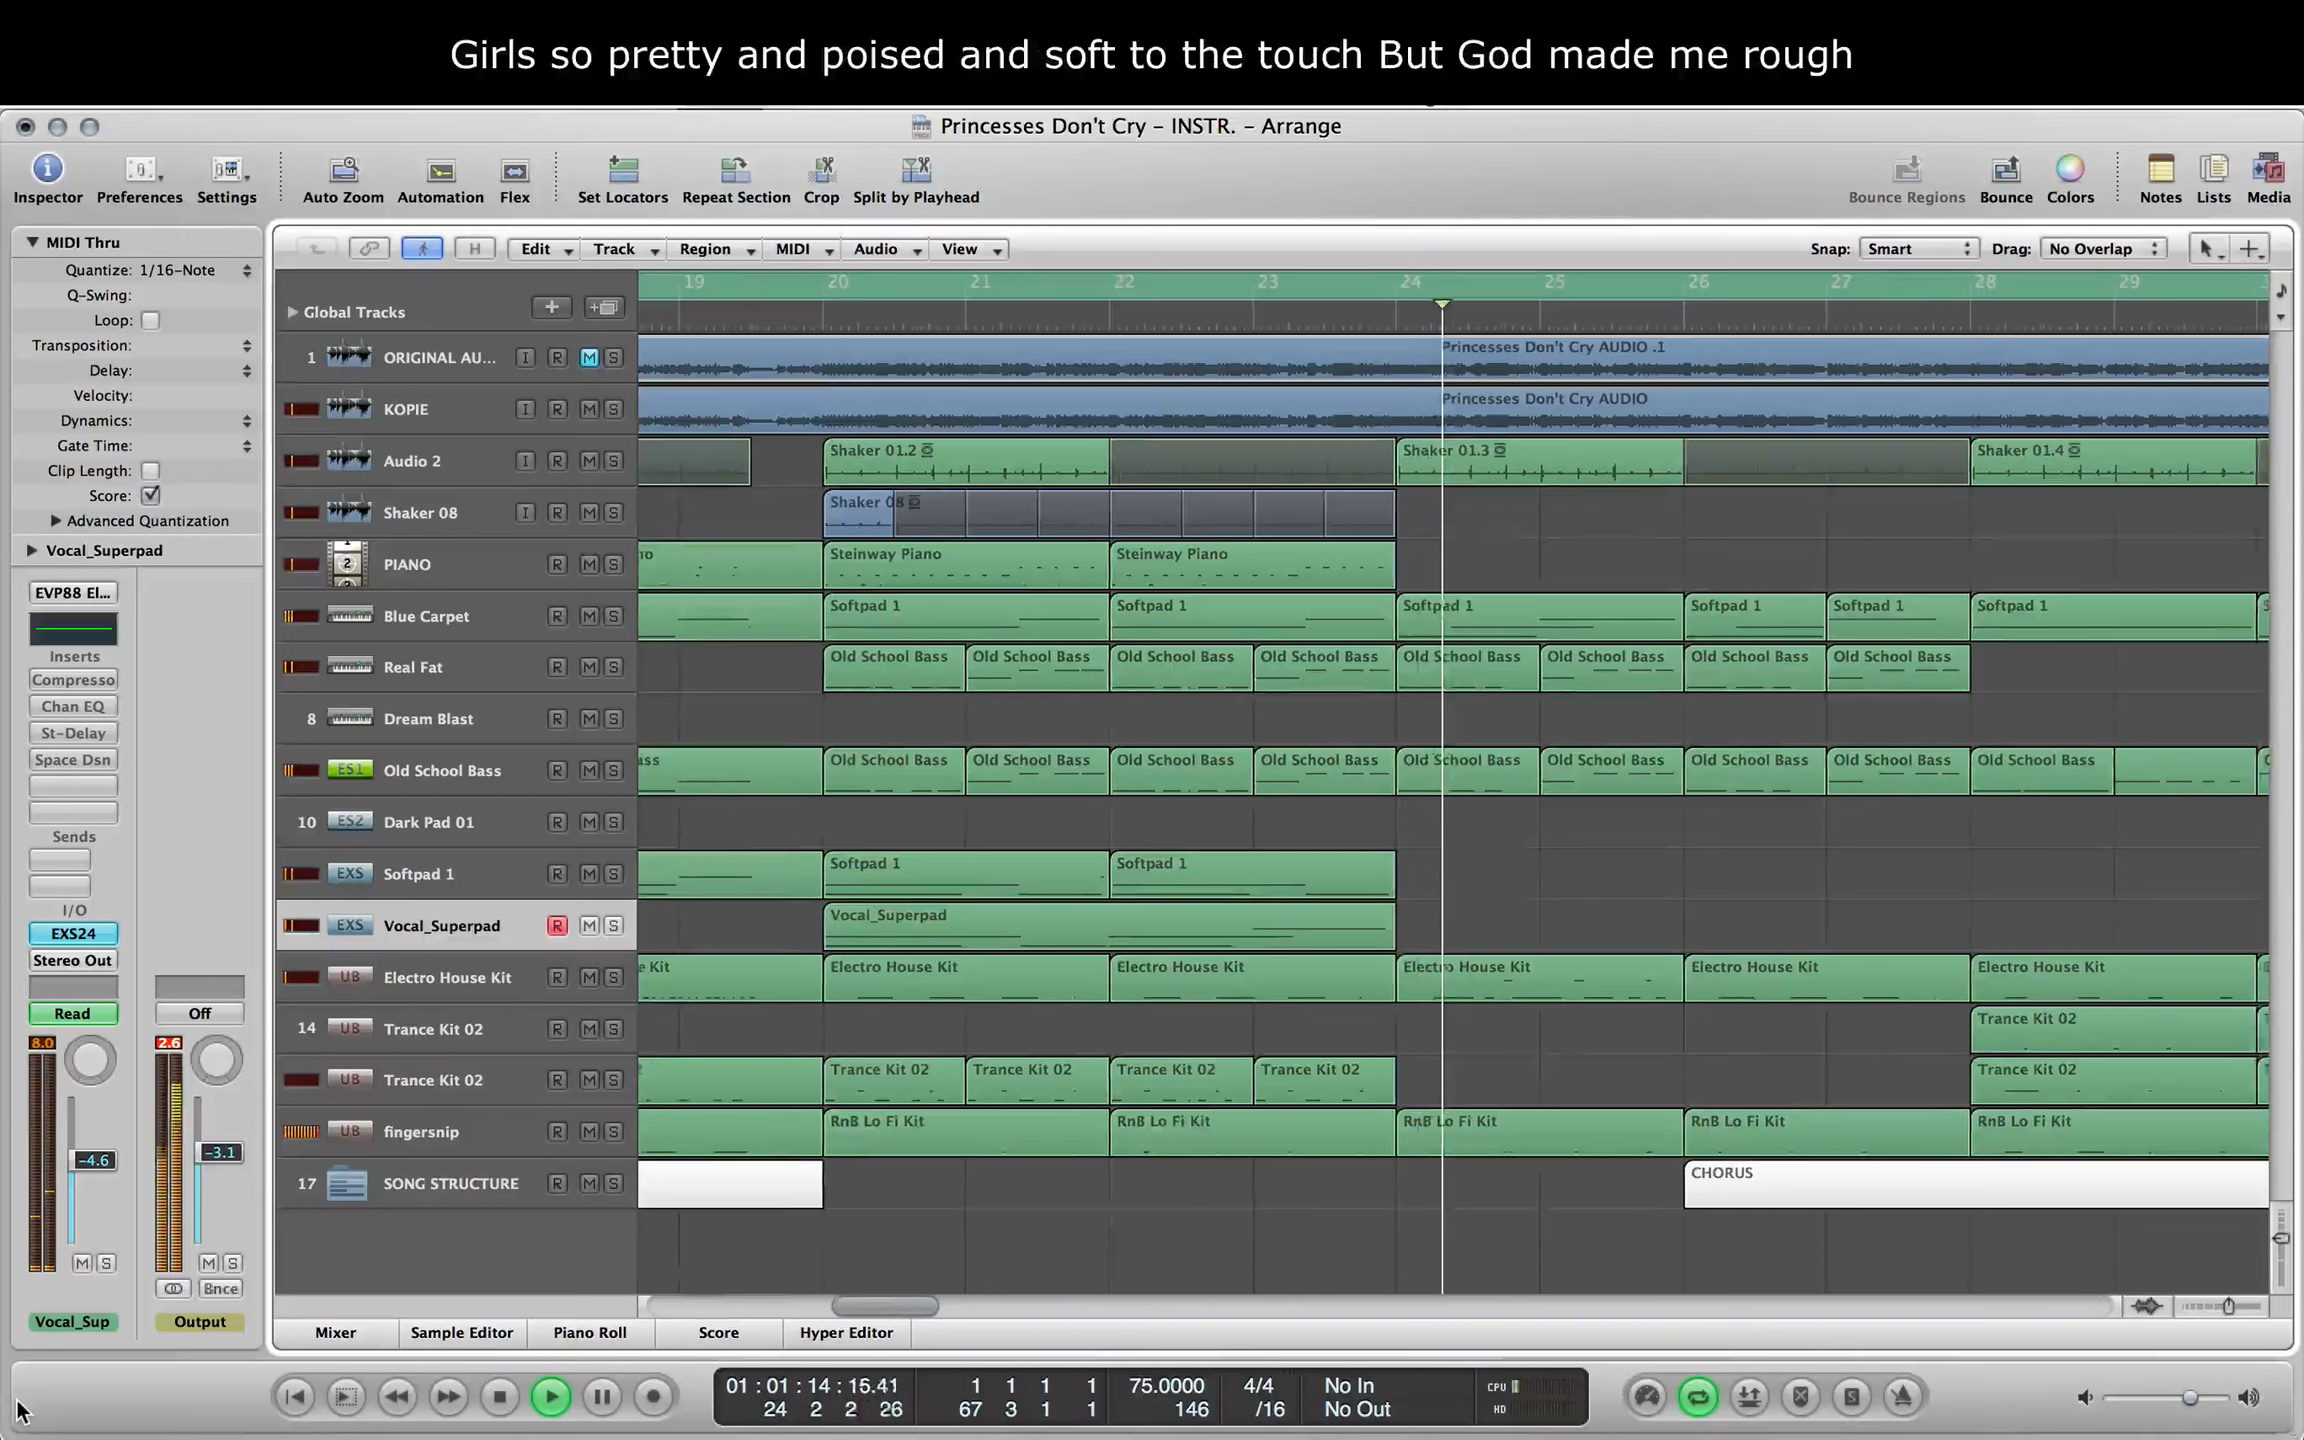 Girls so pretty and poised and soft to the touch But God made me rough
Princesses Don't Cry – INSTR. – Arrange
Inspector Preferences Settings Auto Zoom Automation Flex Set Locators Repeat Section Crop Split by Playhead Bounce Regions Bounce Colors Notes Lists Media
MIDI Thru
Quantize: 1/16-Note
Q-Swing:
Loop:
Transposition:
Delay:
Velocity:
Dynamics:
Gate Time:
Clip Length:
Score:
Advanced Quantization
Vocal_Superpad
EVP88 El...
Inserts
Compresso
Chan EQ
St-Delay
Space Dsn
Sends
I/O
EXS24
Stereo Out
Read Off
8.0 2.6
-4.6 -3.1
M S M S
Bnce
Vocal_Sup Output
H Edit Track Region MIDI Audio View Snap: Smart Drag: No Overlap
19 20 21 22 23 24 25 26 27 28 29
Global Tracks
1 ORIGINAL AU... I R M S Princesses Don't Cry AUDIO .1
KOPIE I R M S Princesses Don't Cry AUDIO
Audio 2 I R M S Shaker 01.2 Shaker 01.3 Shaker 01.4
Shaker 08 I R M S Shaker 08
PIANO R M S Steinway Piano Steinway Piano
Blue Carpet R M S Softpad 1 Softpad 1 Softpad 1 Softpad 1 Softpad 1 Softpad 1
Real Fat R M S Old School Bass Old School Bass Old School Bass Old School Bass Old School Bass Old School Bass Old School Bass Old School Bass
8 Dream Blast R M S
ES1 Old School Bass R M S Old School Bass Old School Bass Old School Bass Old School Bass Old School Bass Old School Bass Old School Bass Old School Bass Old School Bass
10 ES2 Dark Pad 01 R M S
EXS Softpad 1 R M S Softpad 1 Softpad 1
EXS Vocal_Superpad R M S Vocal_Superpad
UB Electro House Kit R M S e Kit Electro House Kit Electro House Kit Electro House Kit Electro House Kit Electro House Kit
14 UB Trance Kit 02 R M S Trance Kit 02
UB Trance Kit 02 R M S Trance Kit 02 Trance Kit 02 Trance Kit 02 Trance Kit 02 Trance Kit 02
UB fingersnip R M S RnB Lo Fi Kit RnB Lo Fi Kit RnB Lo Fi Kit RnB Lo Fi Kit RnB Lo Fi Kit
17 SONG STRUCTURE R M S CHORUS
Mixer Sample Editor Piano Roll Score Hyper Editor
01 : 01 : 14 : 15.41 1 1 1 1 75.0000 4/4 No In CPU
24 2 2 26 67 3 1 1 146 /16 No Out HD